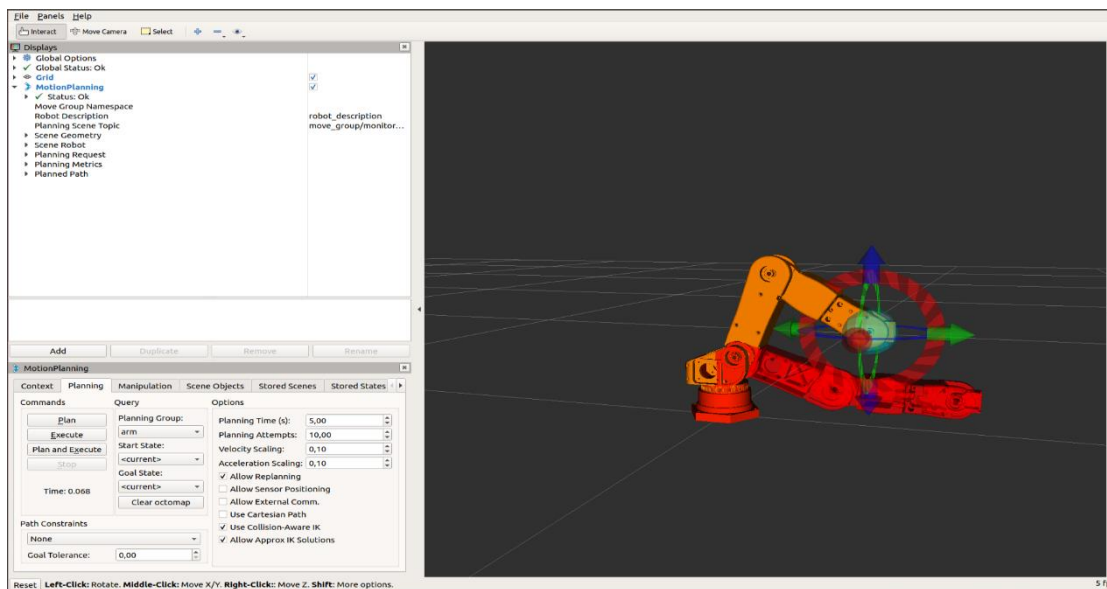 File Panels Help
Interact Move Camera Select
Displays
Global Options
Global Status: Ok
Grid
MotionPlanning
Status: Ok
Move Group Namespace
Robot Description robot_description
Planning Scene Topic move_group/monitor...
Scene Geometry
Scene Robot
Planning Request
Planning Metrics
Planned Path
Add Duplicate Remove Rename
MotionPlanning
Context Planning Manipulation Scene Objects Stored Scenes Stored States
Commands Query Options
Plan
Execute
Plan and Execute
Stop
Time: 0.068
Planning Group:
arm
Start State:
<current>
Goal State:
<current>
Clear octomap
Planning Time (s): 5,00
Planning Attempts: 10,00
Velocity Scaling: 0,10
Acceleration Scaling: 0,10
Allow Replanning
Allow Sensor Positioning
Allow External Comm.
Use Cartesian Path
Use Collision-Aware IK
Allow Approx IK Solutions
Path Constraints
None
Goal Tolerance: 0,00
Reset Left-Click: Rotate. Middle-Click: Move X/Y. Right-Click:: Move Z. Shift: More options.